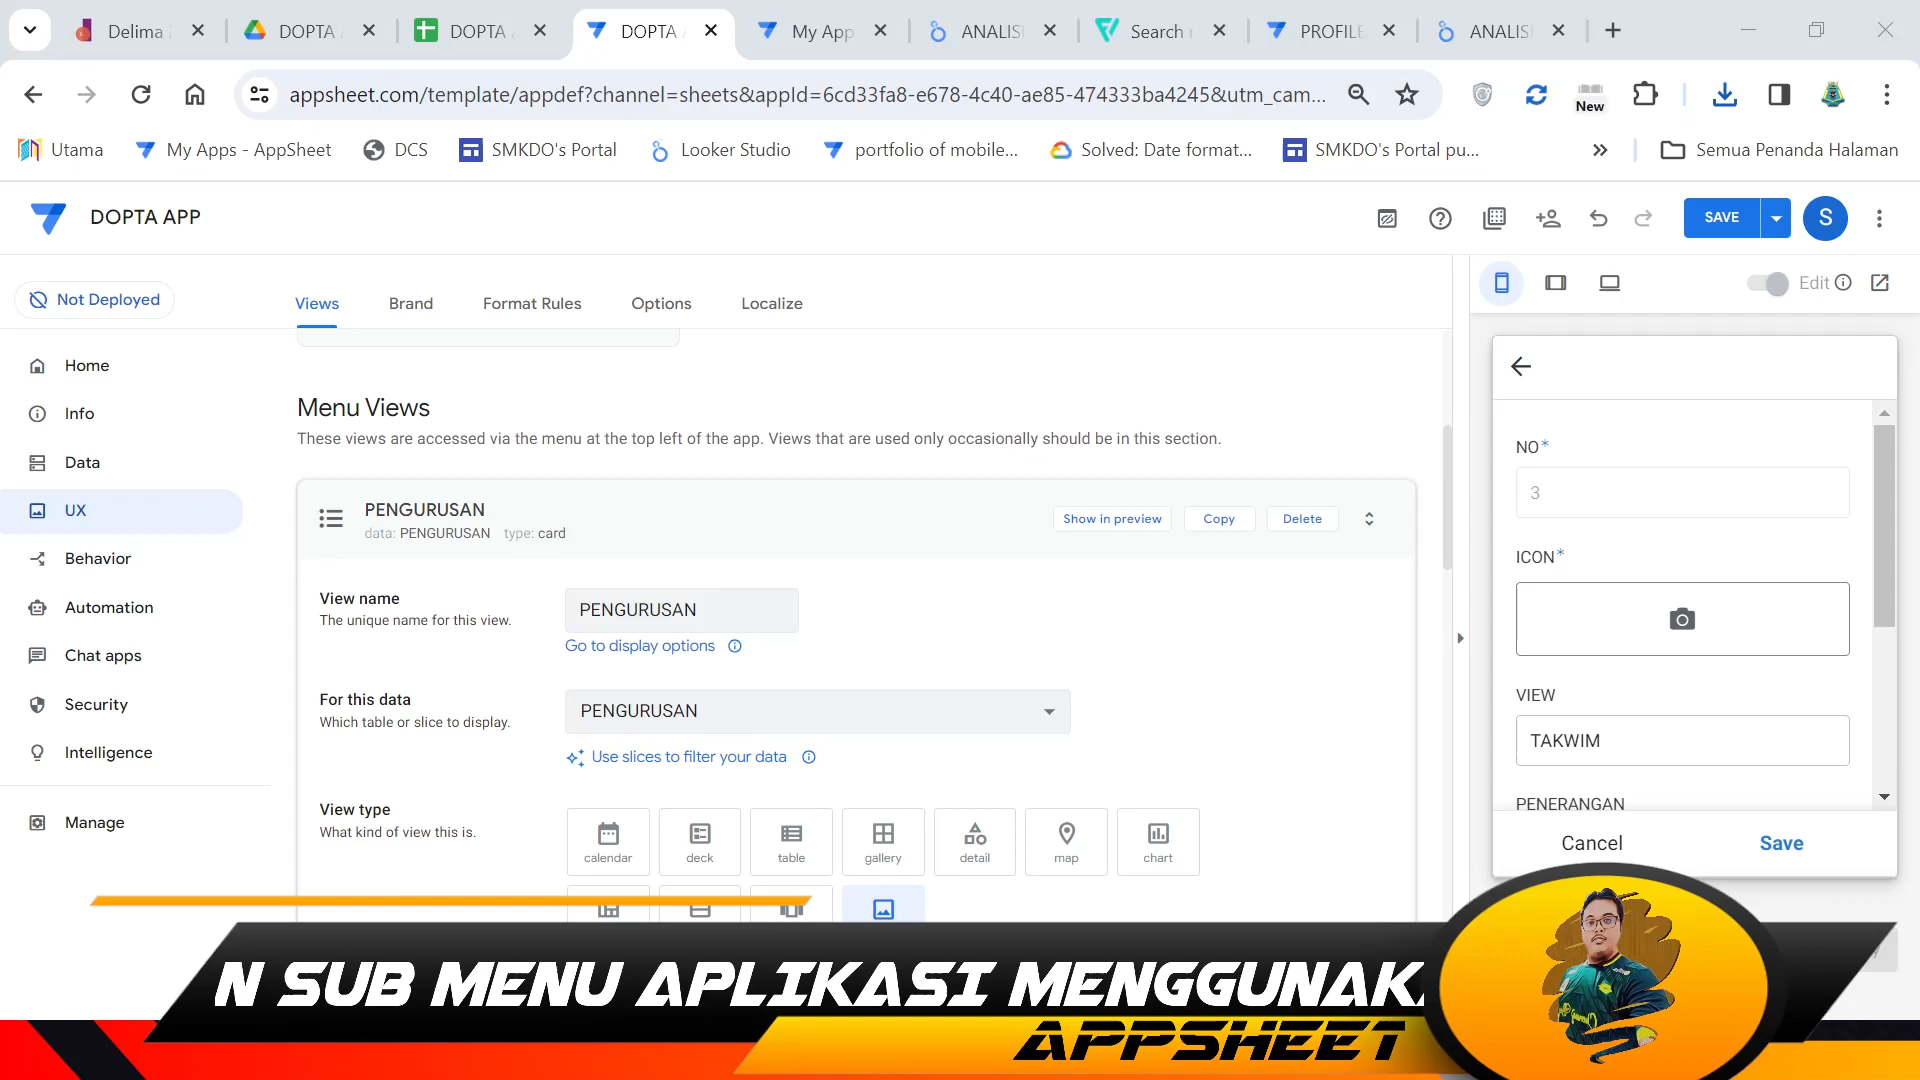 Delima
DOPTA
DOPTA
DOPTA
My App
ANALIS
Search
PROFILE
ANALIS
appsheet.com/template/appdef?channel=sheets&appId=6cd33fa8-e678-4c40-ae85-474333ba4245&utm_cam...
New
Utama
My Apps - AppSheet
DCS
SMKDO's Portal
Looker Studio
portfolio of mobile...
Solved: Date format...
SMKDO's Portal pu...
Semua Penanda Halaman
DOPTA APP
SAVE
S
Not Deployed
Views
Brand
Format Rules
Options
Localize
Edit
Home
Info
Data
UX
Behavior
Automation
Chat apps
Security
Intelligence
Manage
Menu Views
These views are accessed via the menu at the top left of the app. Views that are used only occasionally should be in this section.
PENGURUSAN
data: PENGURUSAN type: card
Show in preview
Copy
Delete
View name
The unique name for this view.
PENGURUSAN
Go to display options
For this data
Which table or slice to display.
PENGURUSAN
Use slices to filter your data
View type
What kind of view this is.
calendar
deck
table
gallery
detail
map
chart
NO*
3
ICON*
VIEW
TAKWIM
PENERANGAN
Cancel
Save
N SUB MENU APLIKASI MENGGUNAK
APPSHEET